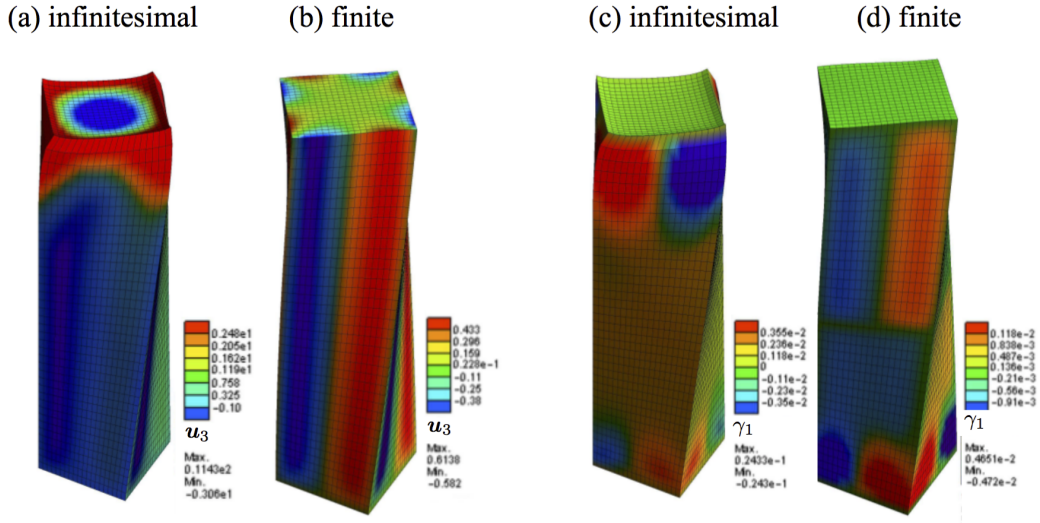 (a) infinitesimal
(b) finite
(c) infinitesimal
(d) finite
0.248e1
0.205e1
0.162e1
0.119e1
0.758
0.325
-0.10
u3
Max.
0.1143e2
Min.
-0.306e1
0.433
0.296
0.159
0.228e-1
-0.11
-0.25
-0.38
u3
Max.
0.6138
Min.
-0.582
0.355e-2
0.236e-2
0.118e-2
0
-0.11e-2
-0.23e-2
-0.35e-2
γ1
Max.
0.2433e-1
Min.
-0.243e-1
0.118e-2
0.838e-3
0.487e-3
0.136e-3
-0.21e-3
-0.56e-3
-0.91e-3
γ1
Max.
0.4651e-2
Min.
-0.472e-2